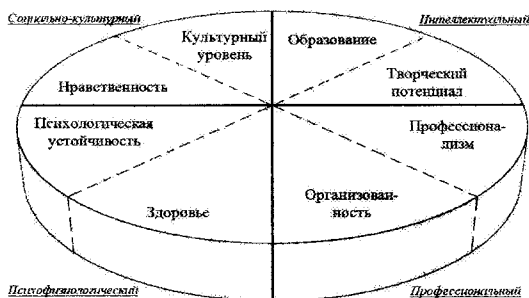 Социально-культурный
Интеллектуальный
Культурный
уровень
Образование
Нравственность
Творческий
потенциал
Психологическая
устойчивость
Профессиона-
лизм
Здоровье
Организован-
ность
Психофизиологический
Профессиональный